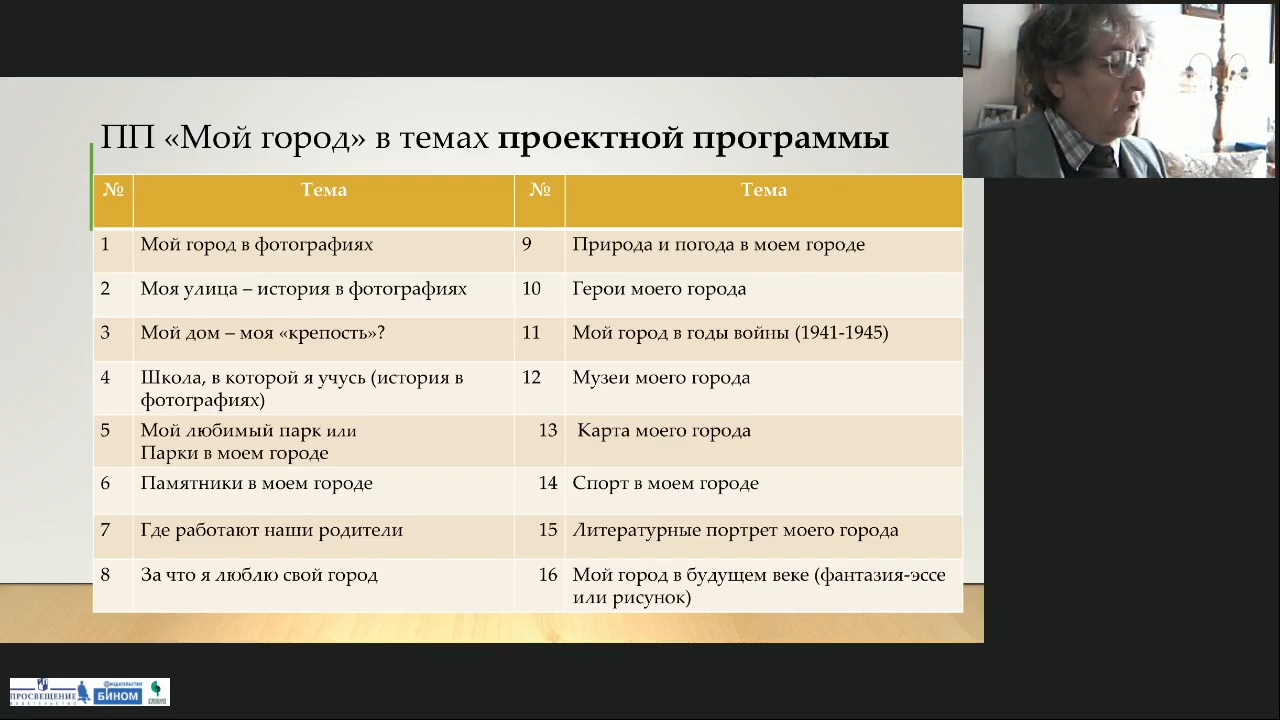 ПП «Мой город» в темах проектной программы
№ Тема № Тема
1 Мой город в фотографиях 9 Природа и погода в моем городе
2 Моя улица – история в фотографиях 10 Герои моего города
3 Мой дом – моя «крепость»? 11 Мой город в годы войны (1941-1945)
4 Школа, в которой я учусь (история в 12 Музеи моего города
фотографиях)
5 Мой любимый парк или 13 Карта моего города
Парки в моем городе
6 Памятники в моем городе 14 Спорт в моем городе
7 Где работают наши родители 15 Литературные портрет моего города
8 За что я люблю свой город 16 Мой город в будущем веке (фантазия-эссе
или рисунок)
ПРОСВЕЩЕНИЕ
ИЗДАТЕЛЬСТВО
ИЗДАТЕЛЬСТВО
БИНОМ